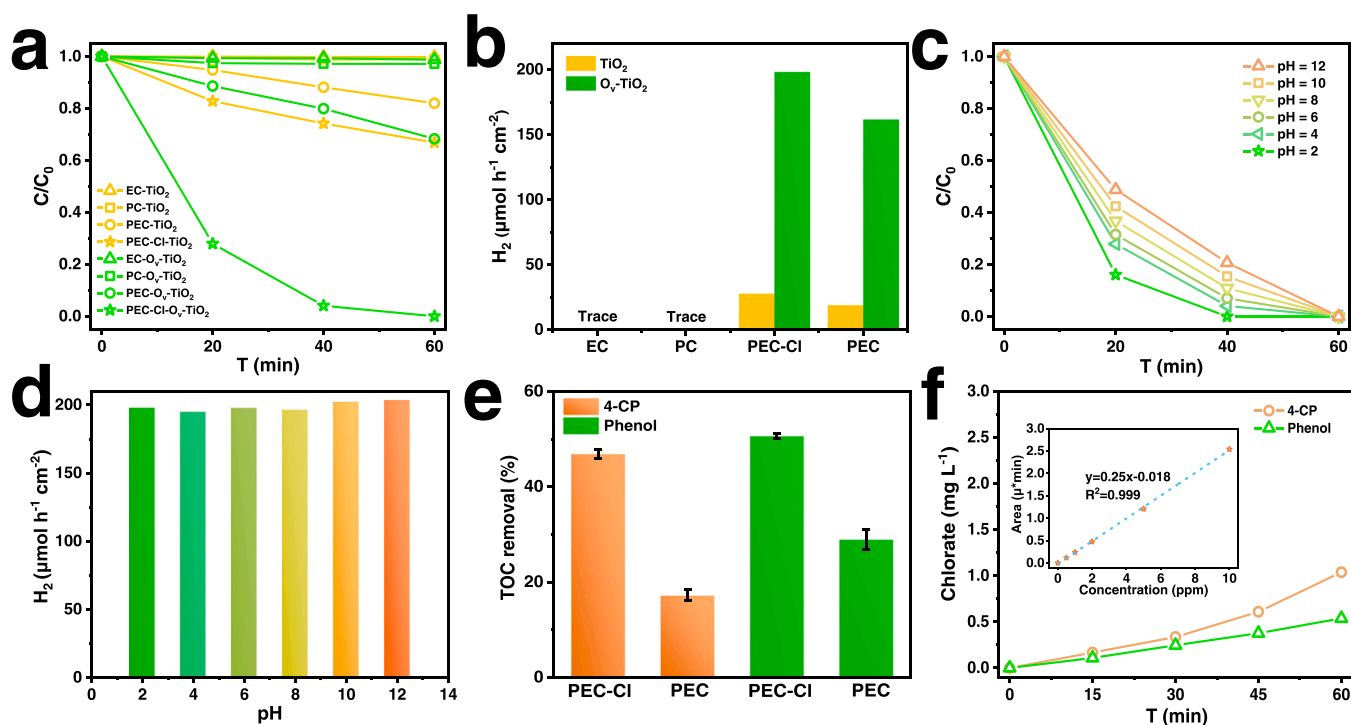 a
C/C0
1.0
0.8
0.6
0.4
0.2
0.0
EC-TiO2
PC-TiO2
PEC-TiO2
PEC-Cl-TiO2
EC-Ov-TiO2
PC-Ov-TiO2
PEC-Ov-TiO2
PEC-Cl-Ov-TiO2
0 20 40 60
T (min)
b
H2 (μmol h-1 cm-2)
200
150
100
50
0
TiO2
Ov-TiO2
Trace Trace
EC PC PEC-Cl PEC
c
C/C0
1.0
0.8
0.6
0.4
0.2
0.0
pH = 12
pH = 10
pH = 8
pH = 6
pH = 4
pH = 2
0 20 40 60
T (min)
d
H2 (μmol h-1 cm-2)
200
150
100
50
0
0 2 4 6 8 10 12 14
pH
e
TOC removal (%)
60
40
20
0
4-CP
Phenol
PEC-Cl PEC PEC-Cl PEC
f
Chlorate (mg L-1)
3.0
2.5
2.0
1.5
1.0
0.5
0.0
4-CP
Phenol
Area (μ*min)
3.0
2.5
2.0
1.5
1.0
0.5
0.0
y=0.25x-0.018
R2=0.999
0 2 4 6 8 10
Concentration (ppm)
0 15 30 45 60
T (min)